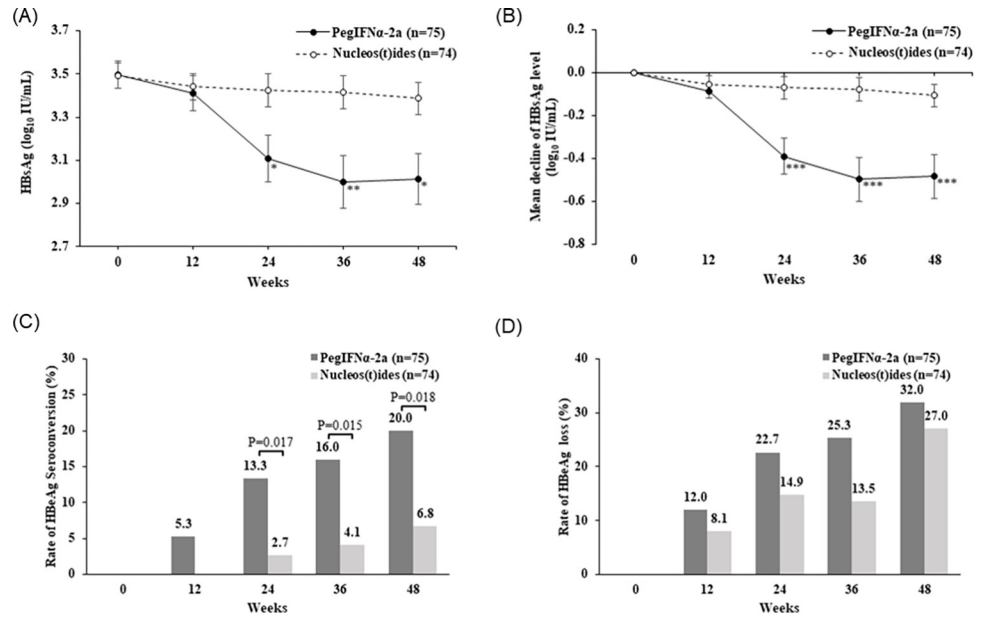 (A)
3.7
3.5
3.3
3.1
2.9
2.7
HBsAg (log10 IU/mL)
PegIFNα-2a (n=75)
Nucleos(t)ides (n=74)
*
**
*
0 12 24 36 48
Weeks
(B)
0.0
-0.2
-0.4
-0.6
-0.8
Mean decline of HBsAg level
(log10 IU/mL)
PegIFNα-2a (n=75)
Nucleos(t)ides (n=74)
***
***
***
0 12 24 36 48
Weeks
(C)
30
25
20
15
10
5
0
Rate of HBeAg Seroconversion (%)
PegIFNα-2a (n=75)
Nucleos(t)ides (n=74)
P=0.017
P=0.015
P=0.018
5.3
13.3
2.7
16.0
4.1
20.0
6.8
0 12 24 36 48
Weeks
(D)
40
30
20
10
0
Rate of HBeAg loss (%)
PegIFNα-2a (n=75)
Nucleos(t)ides (n=74)
12.0
8.1
22.7
14.9
25.3
13.5
32.0
27.0
0 12 24 36 48
Weeks